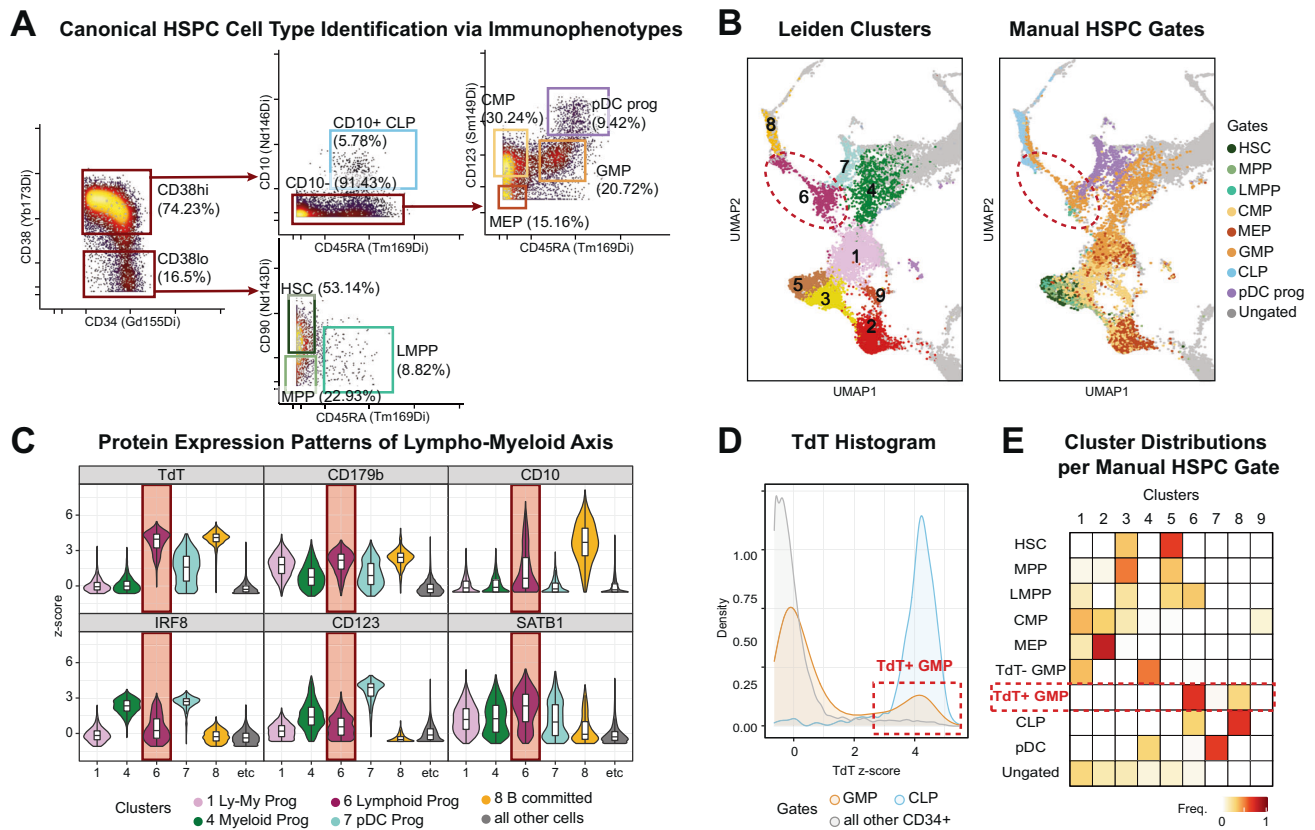 A Canonical HSPC Cell Type Identification via Immunophenotypes
CD38 (Yb173Di)
CD34 (Gd155Di)
CD38hi
(74.23%)
CD38lo
(16.5%)
CD10 (Nd146Di)
CD10+ CLP
(5.78%)
CD10- (91.43%)
CD45RA (Tm169Di)
CD123 (Sm149Di)
CMP
(30.24%)
pDC prog
(9.42%)
GMP
(20.72%)
MEP (15.16%)
CD45RA (Tm169Di)
CD90 (Nd143Di)
HSC (53.14%)
LMPP
(8.82%)
MPP (22.93%)
CD45RA (Tm169Di)
B Leiden Clusters Manual HSPC Gates
UMAP2
8
7
4
6
1
5
3
9
2
UMAP1
UMAP2
UMAP1
Gates
HSC
MPP
LMPP
CMP
MEP
GMP
CLP
pDC prog
Ungated
C Protein Expression Patterns of Lympho-Myeloid Axis
TdT CD179b CD10
6
3
0
z-score
IRF8 CD123 SATB1
6
3
0
1 4 6 7 8 etc 1 4 6 7 8 etc 1 4 6 7 8 etc
Clusters
1 Ly-My Prog
4 Myeloid Prog
6 Lymphoid Prog
7 pDC Prog
8 B committed
all other cells
D TdT Histogram
Density
1.00
0.75
0.50
0.25
0.00
TdT+ GMP
0 2 4
TdT z-score
Gates
GMP
CLP
all other CD34+
E Cluster Distributions
per Manual HSPC Gate
Clusters
1 2 3 4 5 6 7 8 9
HSC
MPP
LMPP
CMP
MEP
TdT- GMP
TdT+ GMP
CLP
pDC
Ungated
Freq.
0 1